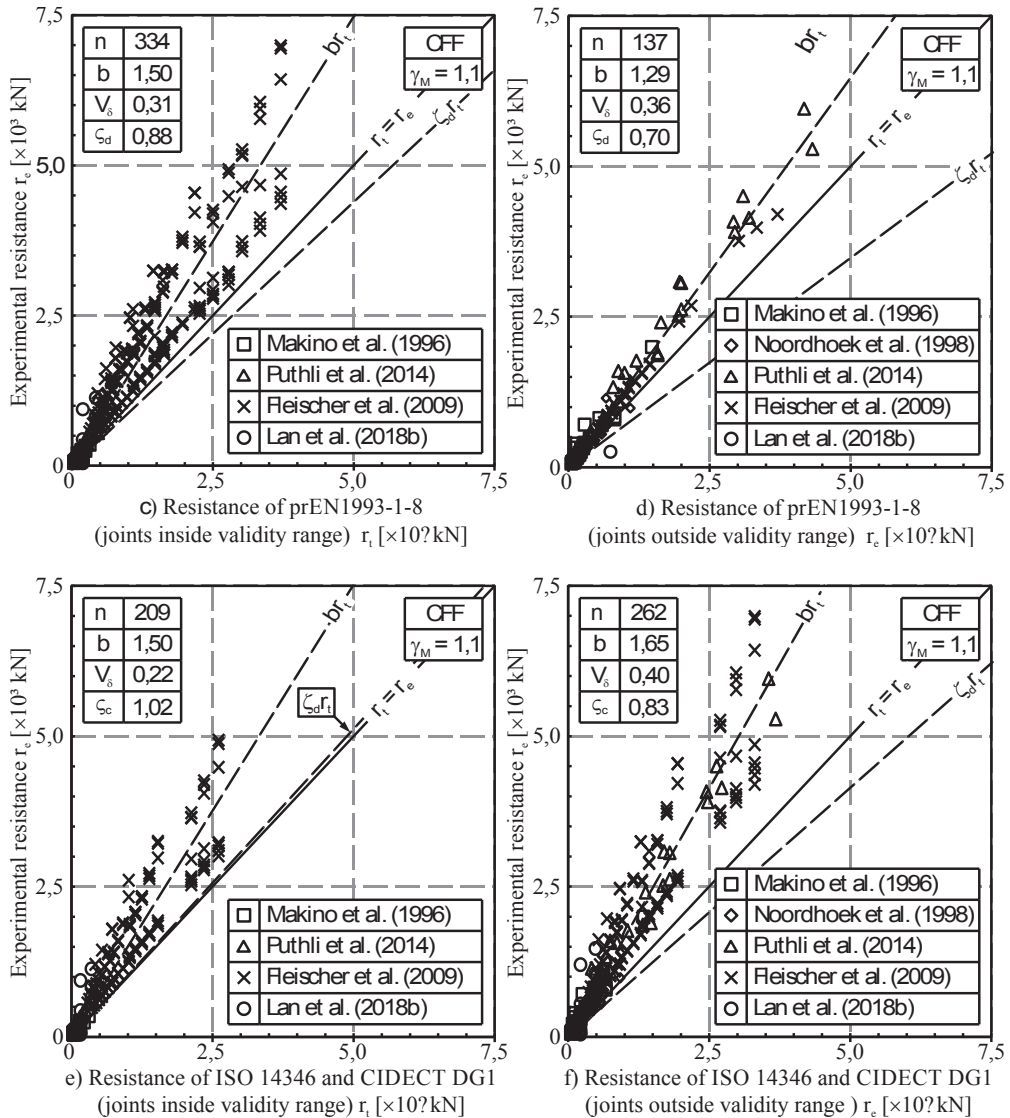 7,5
Experimental resistance rₑ [×10³ kN]
5,0
2,5
0
n 334
b 1,50
V_δ 0,31
ς_d 0,88
br_t
r_t = r_e
ζ_d r_t
CFF
γ_M = 1,1
Makino et al. (1996)
Puthli et al. (2014)
Fleischer et al. (2009)
Lan et al. (2018b)
0 2,5 5,0 7,5
c) Resistance of prEN1993-1-8
(joints inside validity range) r_t [×10?kN]
7,5
Experimental resistance rₑ [×10³ kN]
5,0
2,5
0
n 137
b 1,29
V_δ 0,36
ς_d 0,70
br_t
r_t = r_e
ζ_d r_t
CFF
γ_M = 1,1
Makino et al. (1996)
Noordhoek et al. (1998)
Puthli et al. (2014)
Fleischer et al. (2009)
Lan et al. (2018b)
0 2,5 5,0 7,5
d) Resistance of prEN1993-1-8
(joints outside validity range) r_e [×10?kN]
7,5
Experimental resistance rₑ [×10³ kN]
5,0
2,5
0
n 209
b 1,50
V_δ 0,22
ς_c 1,02
br_t
ζ_d r_t
r_t = r_e
CFF
γ_M = 1,1
Makino et al. (1996)
Puthli et al. (2014)
Fleischer et al. (2009)
Lan et al. (2018b)
0 2,5 5,0 7,5
e) Resistance of ISO 14346 and CIDECT DG1
(joints inside validity range) r_t [×10?kN]
7,5
Experimental resistance rₑ [×10³ kN]
5,0
2,5
0
n 262
b 1,65
V_δ 0,40
ς_c 0,83
br_t
r_t = r_e
ζ_d r_t
CFF
γ_M = 1,1
Makino et al. (1996)
Noordhoek et al. (1998)
Puthli et al. (2014)
Fleischer et al. (2009)
Lan et al. (2018b)
0 2,5 5,0 7,5
f) Resistance of ISO 14346 and CIDECT DG1
(joints outside validity range ) r_e [×10?kN]